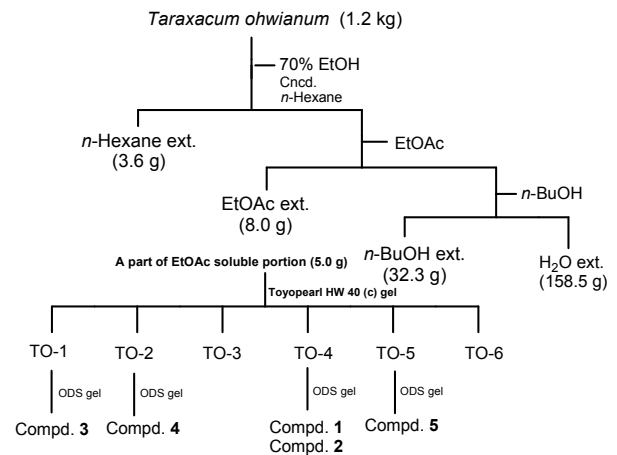 Taraxacum ohwianum (1.2 kg)
70% EtOH
Cncd.
n-Hexane
n-Hexane ext.
(3.6 g)
EtOAc
EtOAc ext.
(8.0 g)
n-BuOH
n-BuOH ext.
(32.3 g)
H2O ext.
(158.5 g)
A part of EtOAc soluble portion (5.0 g)
Toyopearl HW 40 (c) gel
TO-1 TO-2 TO-3 TO-4 TO-5 TO-6
ODS gel ODS gel ODS gel ODS gel
Compd. 3 Compd. 4 Compd. 1 Compd. 5
Compd. 2